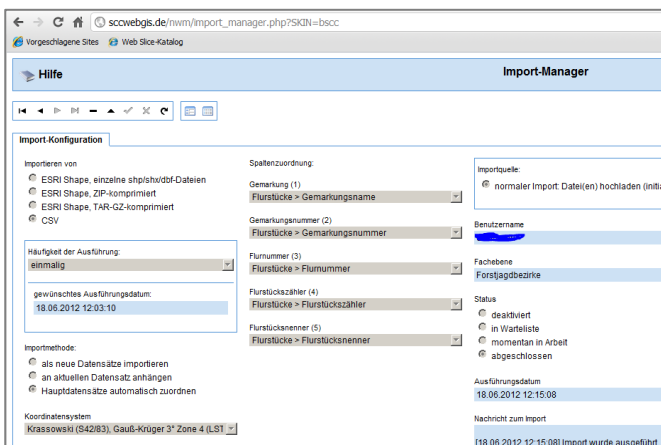 sccwebgis.de/nwm/import_manager.php?SKIN=bscc
Vorgeschlagene Sites Web Slice-Katalog
Hilfe
Import-Manager
Import-Konfiguration
Importieren von
ESRI Shape, einzelne shp/shx/dbf-Dateien
ESRI Shape, ZIP-komprimiert
ESRI Shape, TAR-GZ-komprimiert
CSV
Häufigkeit der Ausführung:
einmalig
gewünschtes Ausführungsdatum:
18.06.2012 12:03:10
Importmethode:
als neue Datensätze importieren
an aktuellen Datensatz anhängen
Hauptdatensätze automatisch zuordnen
Koordinatensystem
Krassowski (S42/83), Gauß-Krüger 3° Zone 4 (LST
Spaltenzuordnung:
Gemarkung (1)
Flurstücke > Gemarkungsname
Gemarkungsnummer (2)
Flurstücke > Gemarkungsnummer
Flurnummer (3)
Flurstücke > Flurnummer
Flurstückszähler (4)
Flurstücke > Flurstückszähler
Flurstücksnenner (5)
Flurstücke > Flurstücksnenner
Importquelle:
normaler Import: Datei(en) hochladen (initia
Benutzername
Fachebene
Forstjagdbezirke
Status
deaktiviert
in Warteliste
momentan in Arbeit
abgeschlossen
Ausführungsdatum
18.06.2012 12:15:08
Nachricht zum Import
[18.06.2012 12:15:08] Import wurde ausgeführt